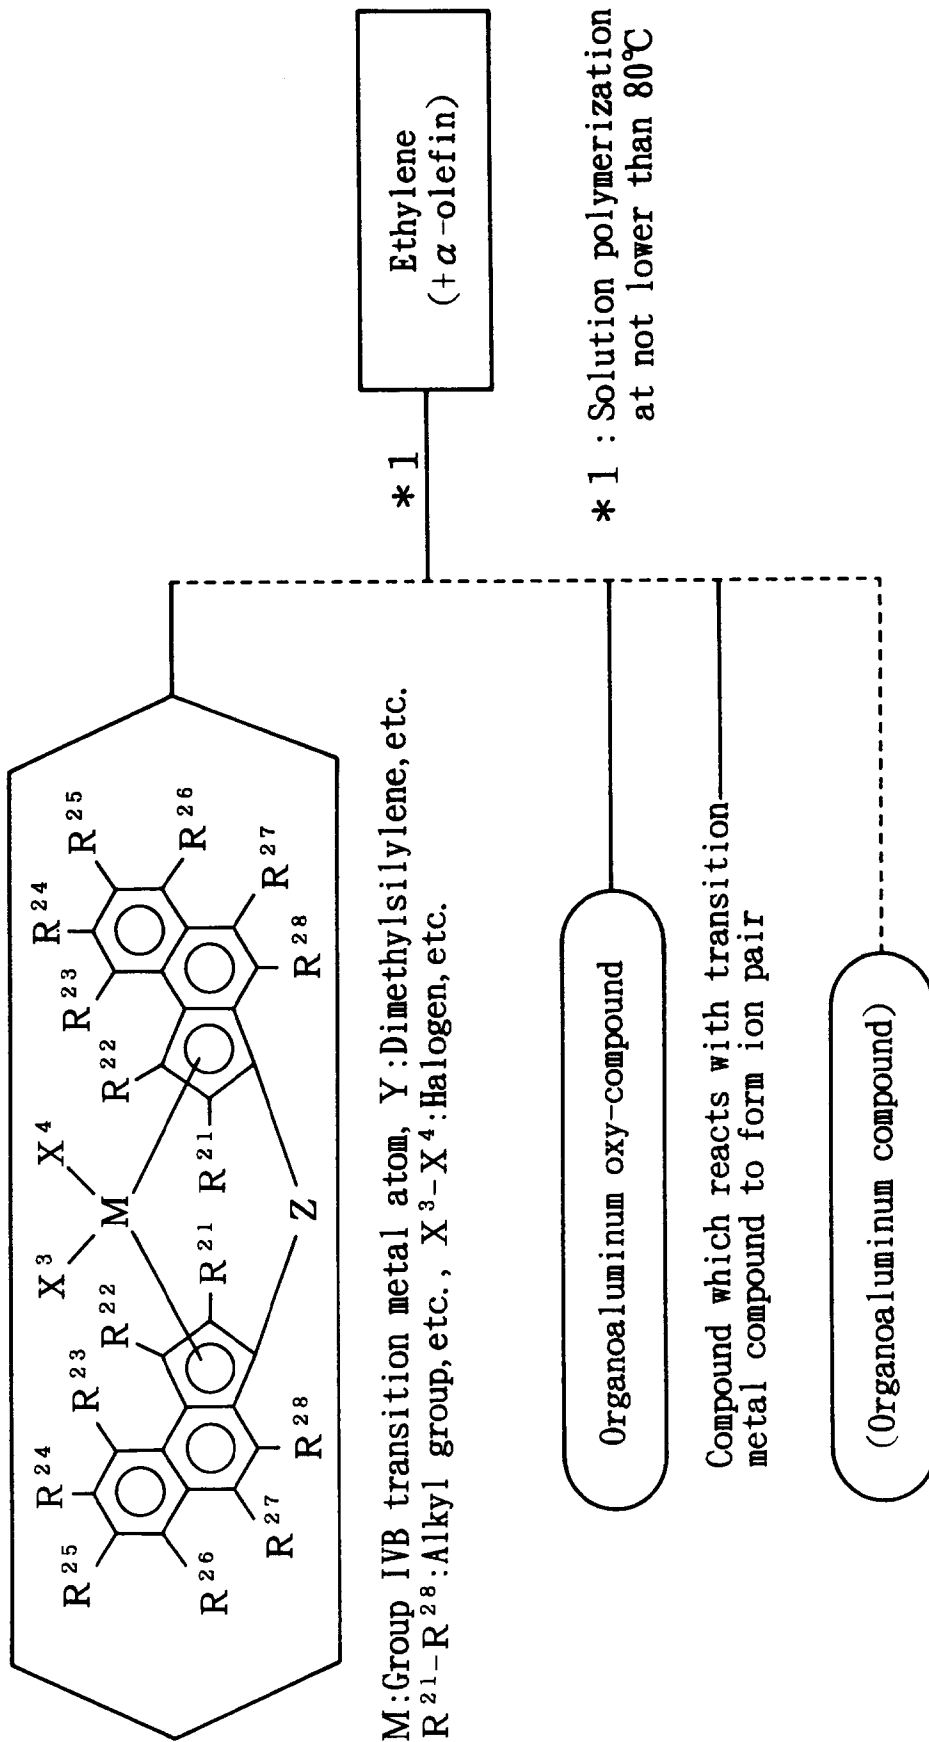 X³ X⁴
M
R²⁵ R²⁴ R²³ R²² R²¹ R²¹ R²² R²³ R²⁴ R²⁵
R²⁶ R²⁷ R²⁸ Z R²⁸ R²⁷ R²⁶
M:Group IVB transition metal atom, Y:Dimethylsilylene,etc.
R²¹-R²⁸:Alkyl group,etc., X³-X⁴:Halogen,etc.
Organoaluminum oxy-compound
Compound which reacts with transition
metal compound to form ion pair
(Organoaluminum compound)
*1
Ethylene
(+α-olefin)
*1 :Solution polymerization
at not lower than 80℃